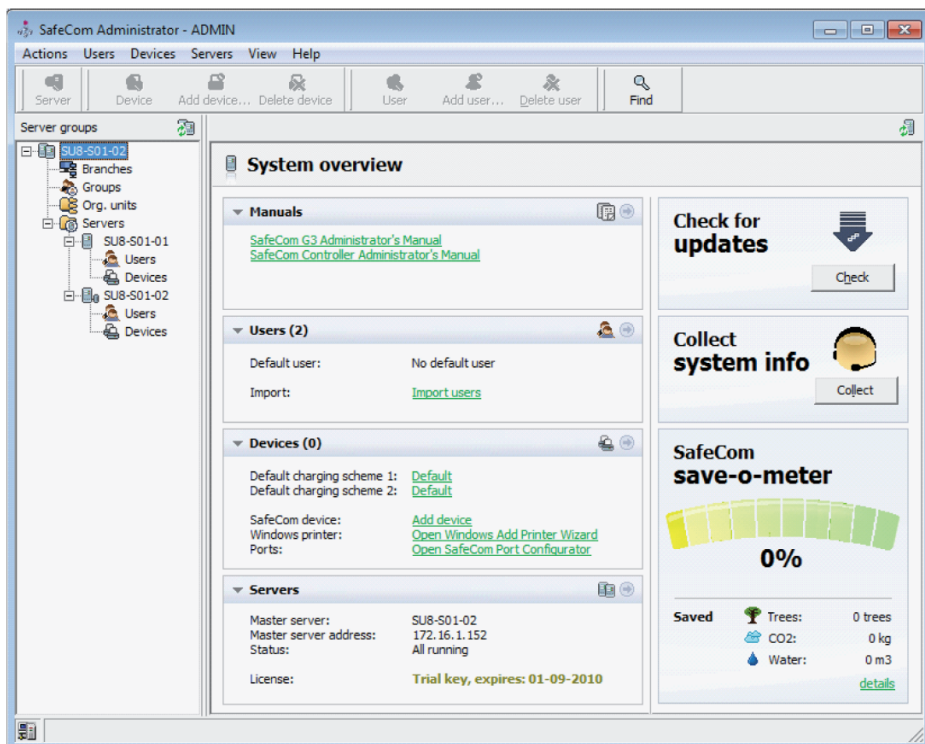 SafeCom Administrator - ADMIN
Actions Users Devices Servers View Help
Server Device Add device... Delete device User Add user... Delete user Find
Server groups
SU8-S01-02
Branches
Groups
Org. units
Servers
SU8-S01-01
Users
Devices
SU8-S01-02
Users
Devices
System overview
Manuals
SafeCom G3 Administrator's Manual
SafeCom Controller Administrator's Manual
Users (2)
Default user: No default user
Import: Import users
Devices (0)
Default charging scheme 1: Default
Default charging scheme 2: Default
SafeCom device: Add device
Windows printer: Open Windows Add Printer Wizard
Ports: Open SafeCom Port Configurator
Servers
Master server: SU8-S01-02
Master server address: 172.16.1.152
Status: All running
License: Trial key, expires: 01-09-2010
Check for
updates
Check
Collect
system info
Collect
SafeCom
save-o-meter
0%
Saved Trees: 0 trees
CO2: 0 kg
Water: 0 m3
details